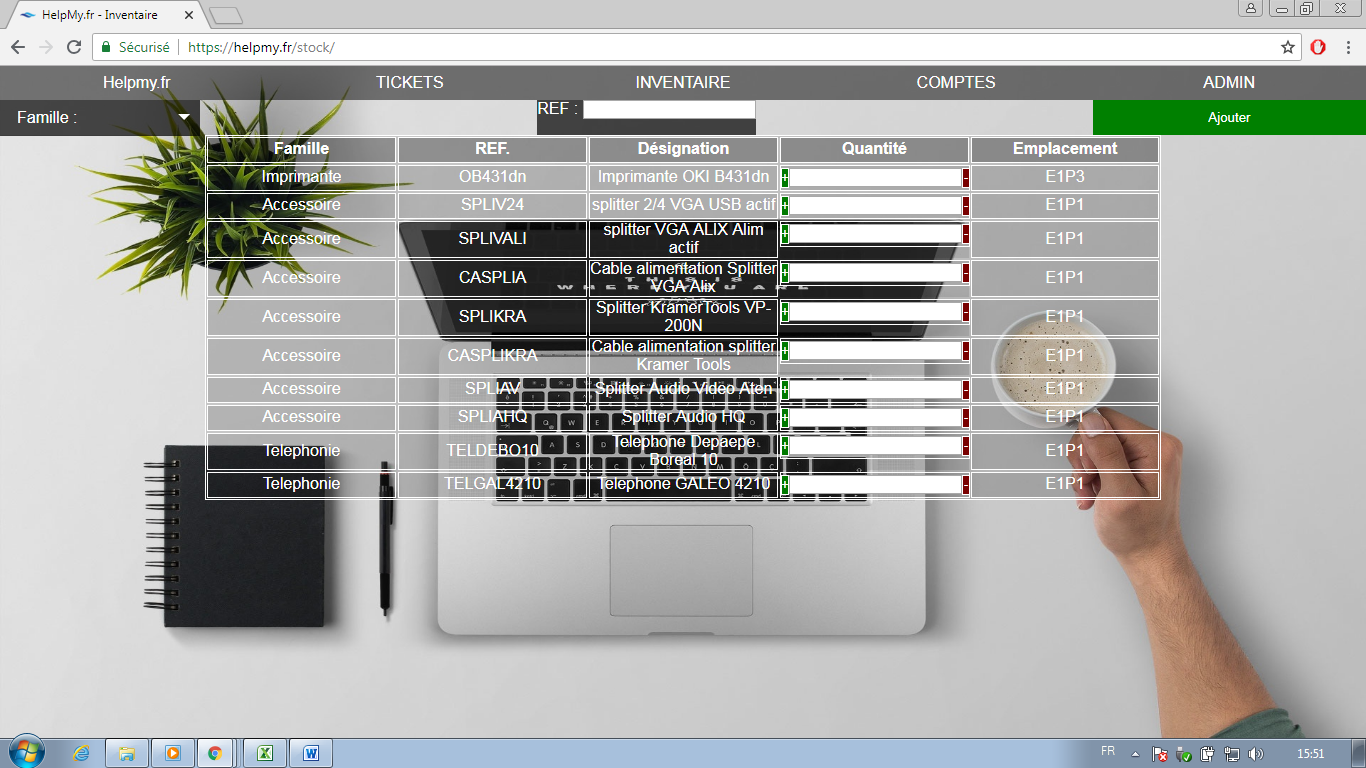 HelpMy.fr - Inventaire
Sécurisé https://helpmy.fr/stock/
Helpmy.fr TICKETS INVENTAIRE COMPTES ADMIN
Famille : REF : Ajouter
Famille REF. Désignation Quantité Emplacement
Imprimante OB431dn Imprimante OKI B431dn + - E1P3
Accessoire SPLIV24 splitter 2/4 VGA USB actif + - E1P1
Accessoire SPLIVALI splitter VGA ALIX Alim actif + - E1P1
Accessoire CASPLIA Cable alimentation Splitter VGA Alix + - E1P1
Accessoire SPLIKRA Splitter KramerTools VP-200N + - E1P1
Accessoire CASPLIKRA Cable alimentation splitter Kramer Tools + - E1P1
Accessoire SPLIAV Splitter Audio Video Aten + - E1P1
Accessoire SPLIAHQ Splitter Audio HQ + - E1P1
Telephonie TELDEBO10 Telephone Depaepe Boreal 10 + - E1P1
Telephonie TELGAL4210 Telephone GALEO 4210 + - E1P1
FR 15:51